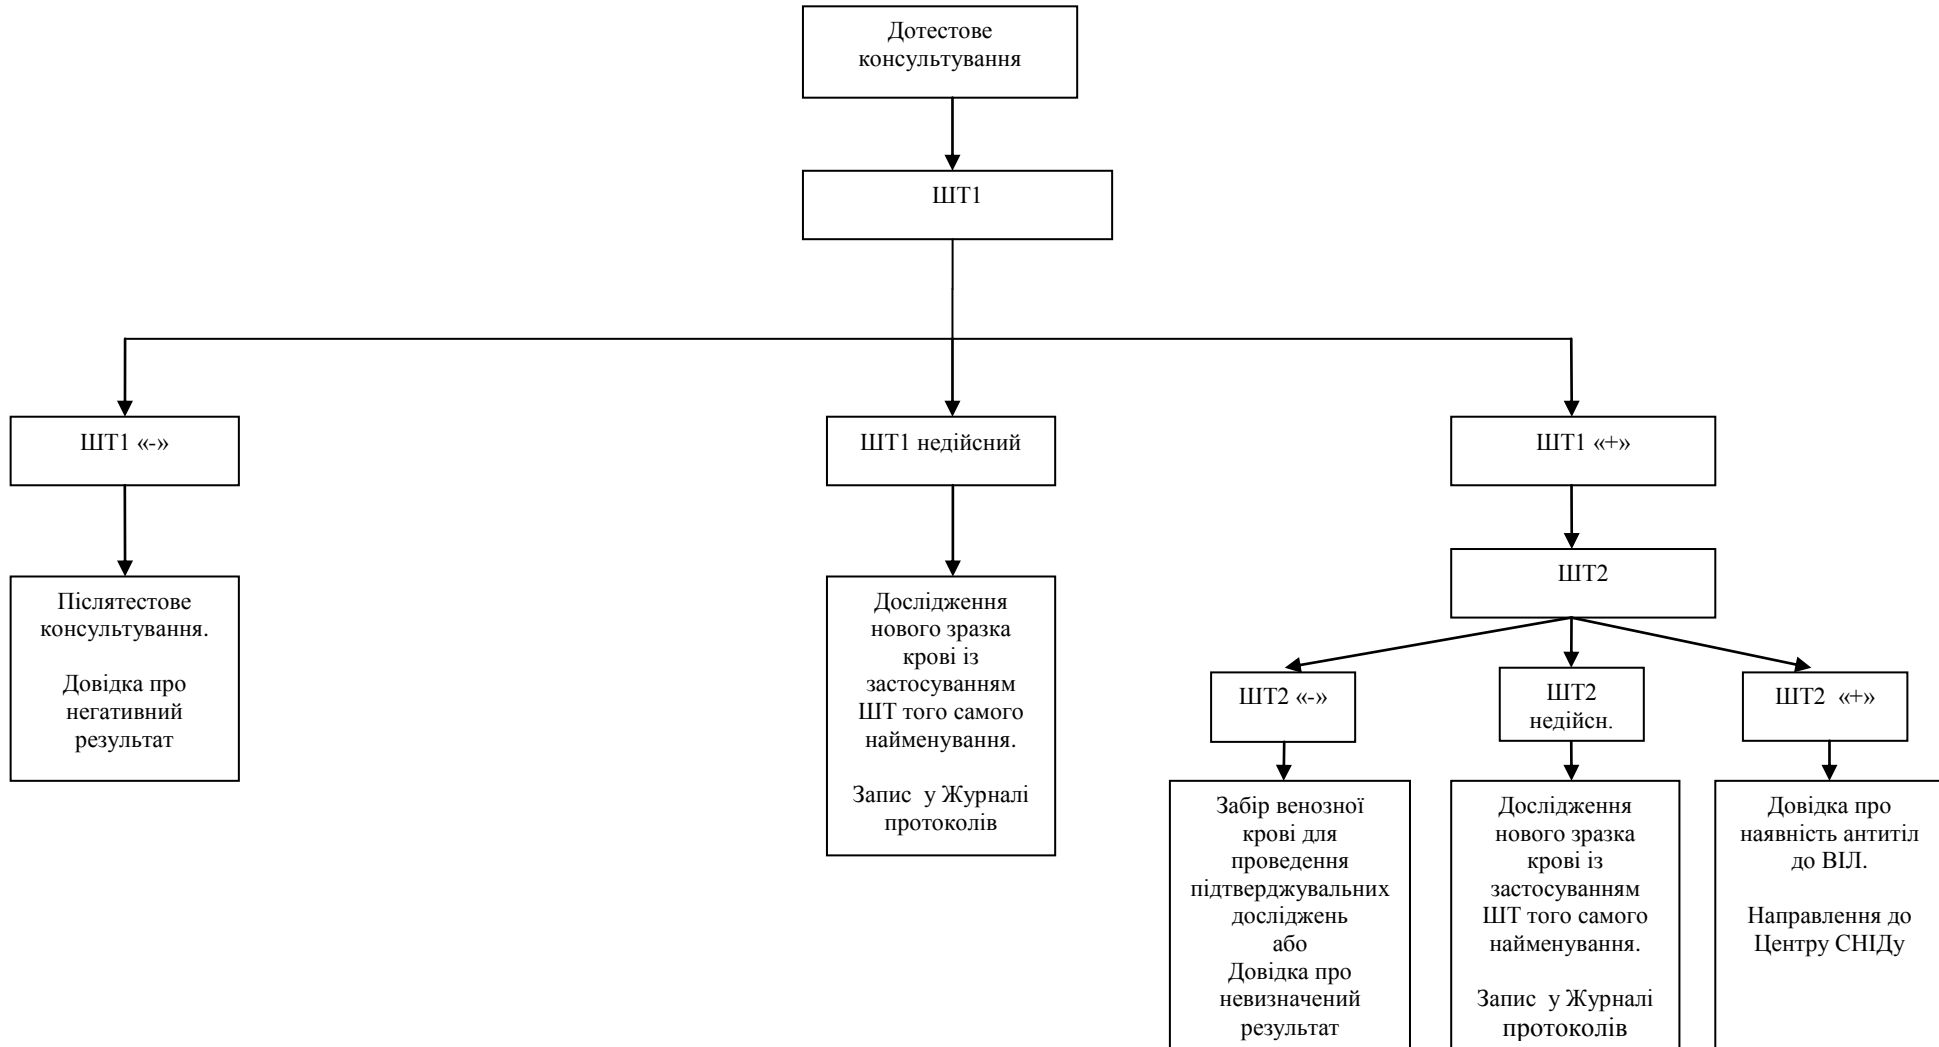 Дотестове
консультування
ШТ1
ШТ1 «-»
ШТ1 недійсний
ШТ1 «+»
Післятестове
консультування.
Довідка про
негативний
результат
Дослідження
нового зразка
крові із
застосуванням
ШТ того самого
найменування.
Запис у Журналі
протоколів
ШТ2
ШТ2 «-»
ШТ2
недійсн.
ШТ2 «+»
Забір венозної
крові для
проведення
підтверджувальних
досліджень
або
Довідка про
невизначений
результат
Дослідження
нового зразка
крові із
застосуванням
ШТ того самого
найменування.
Запис у Журналі
протоколів
Довідка про
наявність антитіл
до ВІЛ.
Направлення до
Центру СНІДу